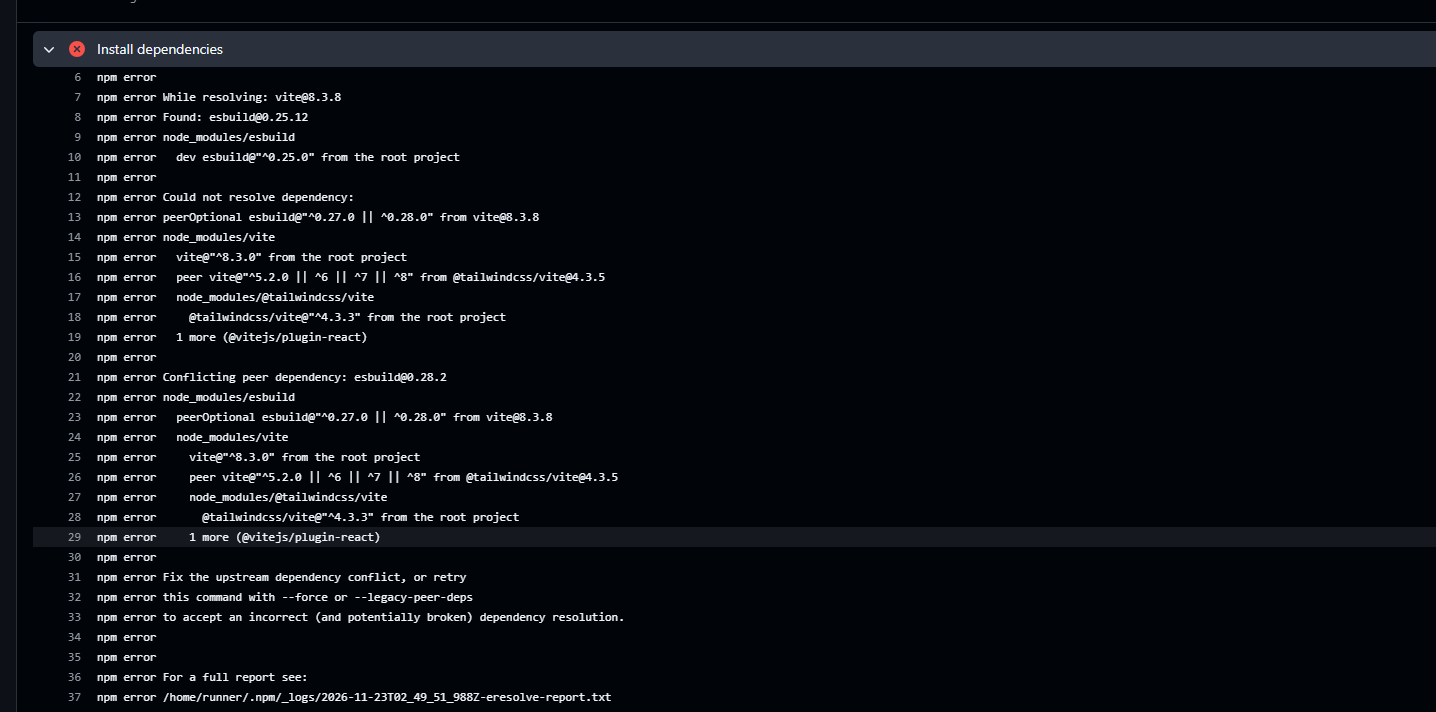 Install dependencies
6 npm error
7 npm error While resolving: vite@8.3.8
8 npm error Found: esbuild@0.25.12
9 npm error node_modules/esbuild
10 npm error   dev esbuild@"^0.25.0" from the root project
11 npm error
12 npm error Could not resolve dependency:
13 npm error peerOptional esbuild@"^0.27.0 || ^0.28.0" from vite@8.3.8
14 npm error node_modules/vite
15 npm error   vite@"^8.3.0" from the root project
16 npm error   peer vite@"^5.2.0 || ^6 || ^7 || ^8" from @tailwindcss/vite@4.3.5
17 npm error   node_modules/@tailwindcss/vite
18 npm error     @tailwindcss/vite@"^4.3.3" from the root project
19 npm error   1 more (@vitejs/plugin-react)
20 npm error
21 npm error Conflicting peer dependency: esbuild@0.28.2
22 npm error node_modules/esbuild
23 npm error   peerOptional esbuild@"^0.27.0 || ^0.28.0" from vite@8.3.8
24 npm error   node_modules/vite
25 npm error     vite@"^8.3.0" from the root project
26 npm error     peer vite@"^5.2.0 || ^6 || ^7 || ^8" from @tailwindcss/vite@4.3.5
27 npm error     node_modules/@tailwindcss/vite
28 npm error       @tailwindcss/vite@"^4.3.3" from the root project
29 npm error     1 more (@vitejs/plugin-react)
30 npm error
31 npm error Fix the upstream dependency conflict, or retry
32 npm error this command with --force or --legacy-peer-deps
33 npm error to accept an incorrect (and potentially broken) dependency resolution.
34 npm error
35 npm error
36 npm error For a full report see:
37 npm error /home/runner/.npm/_logs/2026-11-23T02_49_51_988Z-eresolve-report.txt